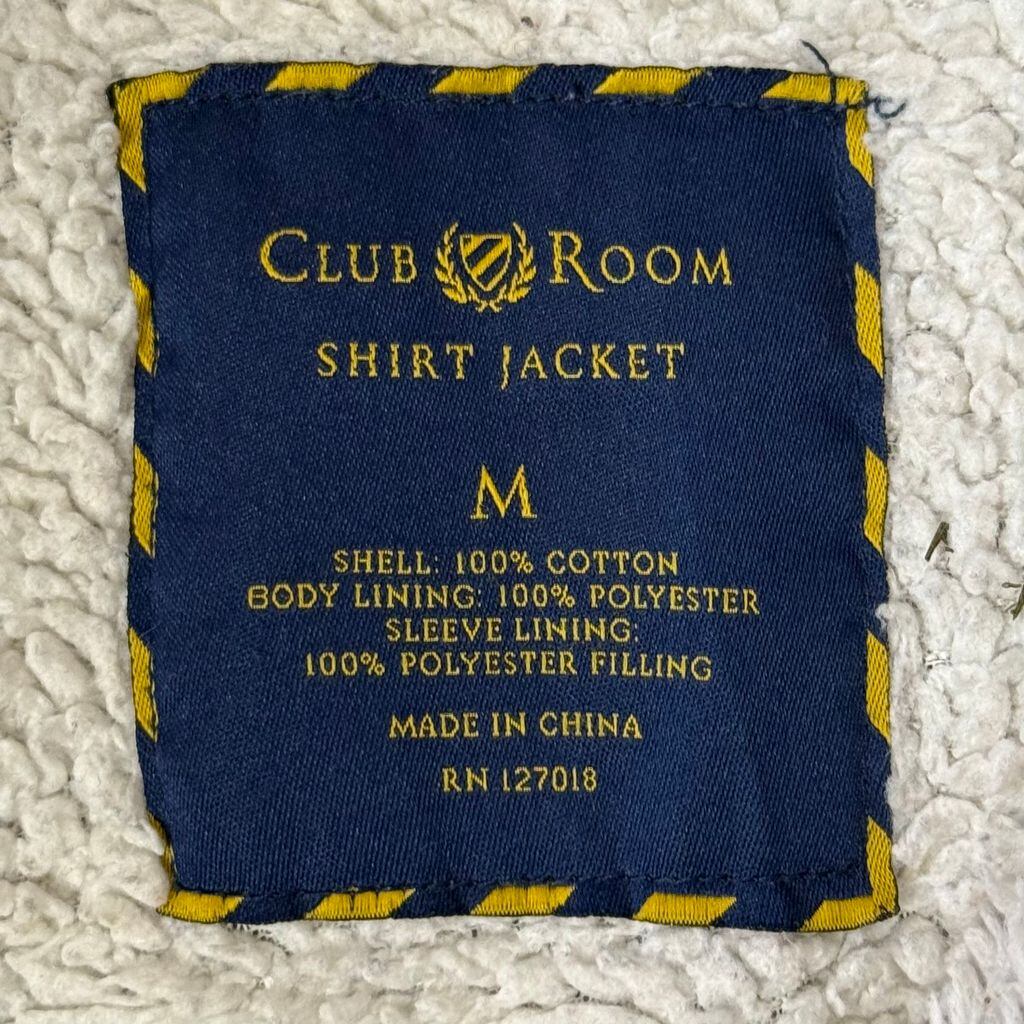 CLUB ROOM
SHIRT JACKET
M
SHELL: 100% COTTON
BODY LINING: 100% POLYESTER
SLEEVE LINING:
100% POLYESTER FILLING
MADE IN CHINA
RN 127018